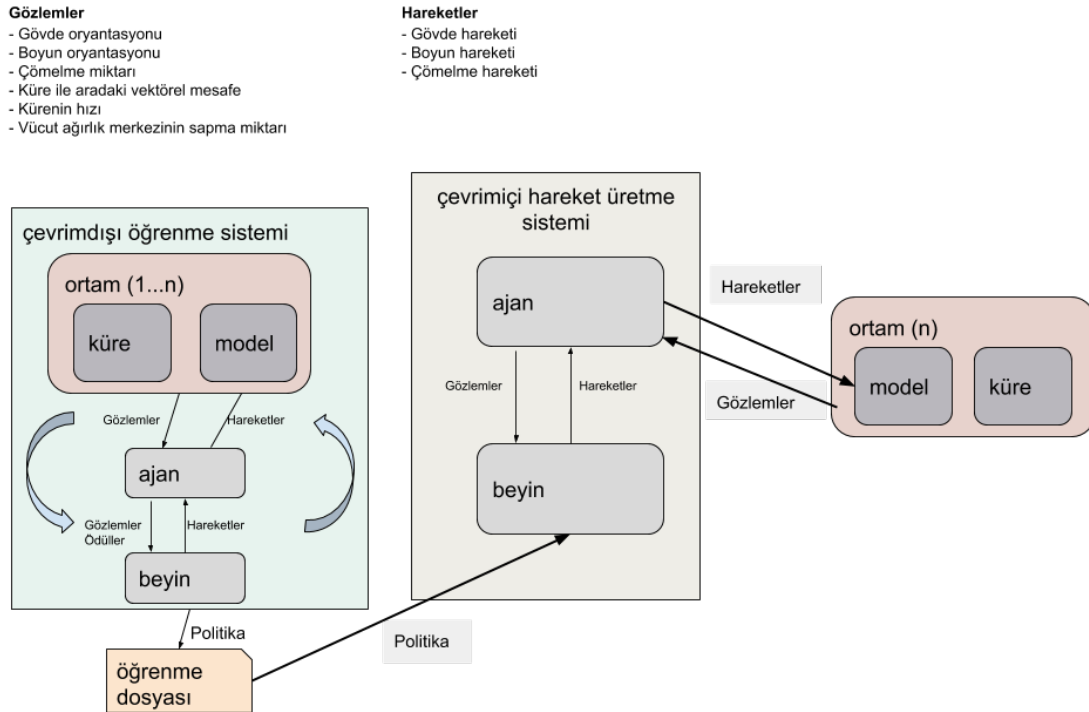 Gözlemler
- Gövde oryantasyonu
- Boyun oryantasyonu
- Çömelme miktarı
- Küre ile aradaki vektörel mesafe
- Kürenin hızı
- Vücut ağırlık merkezinin sapma miktarı
Hareketler
- Gövde hareketi
- Boyun hareketi
- Çömelme hareketi
çevrimdışı öğrenme sistemi
ortam (1...n)
küre
model
Gözlemler
Hareketler
ajan
Gözlemler
Ödüller
Hareketler
beyin
Politika
öğrenme
dosyası
Politika
çevrimiçi hareket üretme
sistemi
ajan
Gözlemler
Hareketler
beyin
Hareketler
Gözlemler
ortam (n)
model
küre